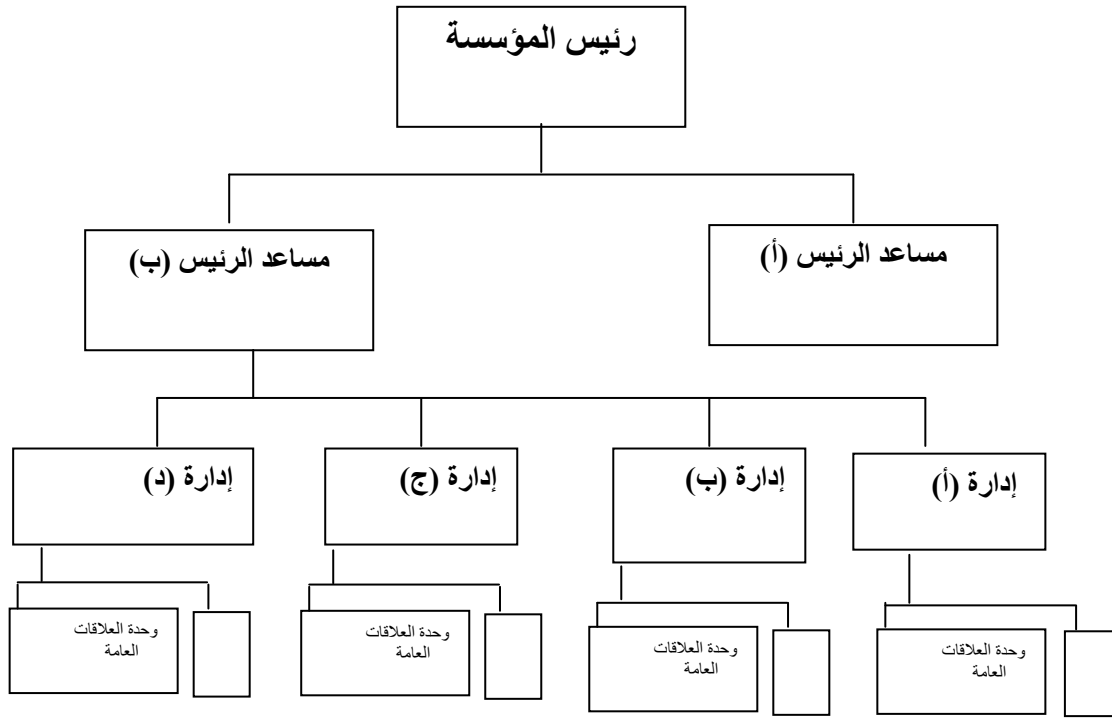 رئيس المؤسسة
مساعد الرئيس (أ)
مساعد الرئيس (ب)
إدارة (أ)
إدارة (ب)
إدارة (ج)
إدارة (د)
وحدة العلاقات
العامة
وحدة العلاقات
العامة
وحدة العلاقات
العامة
وحدة العلاقات
العامة